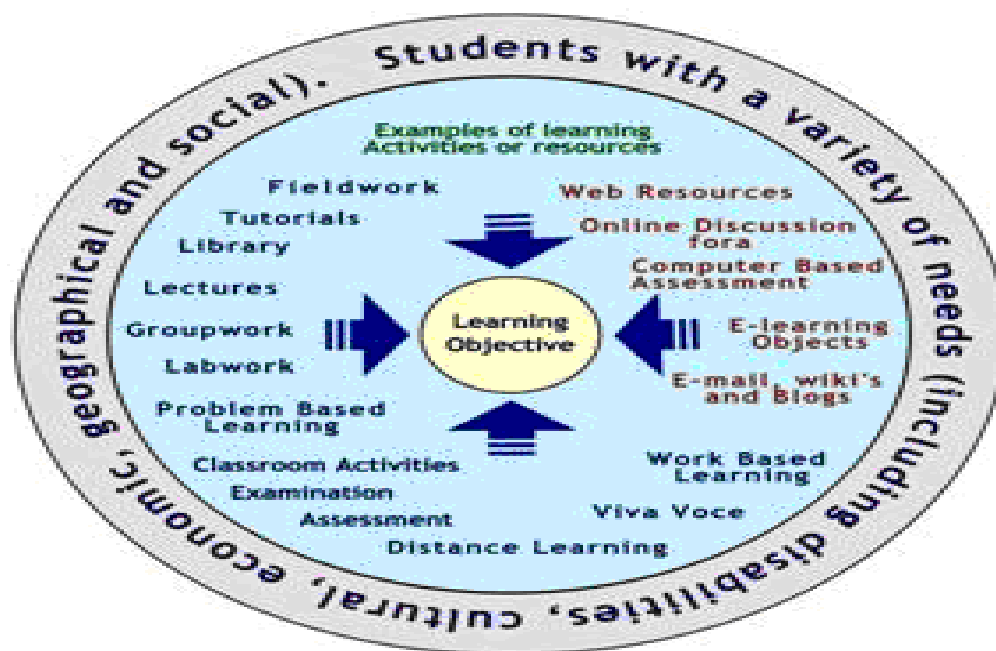 Students with a variety of needs (including disabilities, cultural, economic, geographical and social).
Examples of learning
Activities or resources
Fieldwork
Tutorials
Library
Lectures
Groupwork
Labwork
Problem Based
Learning
Classroom Activities
Examination
Assessment
Distance Learning
Web Resources
Online Discussion
fora
Computer Based
Assessment
E-learning
Objects
E-mail, wiki's
and Blogs
Work Based
Learning
Viva Voce
Learning
Objective